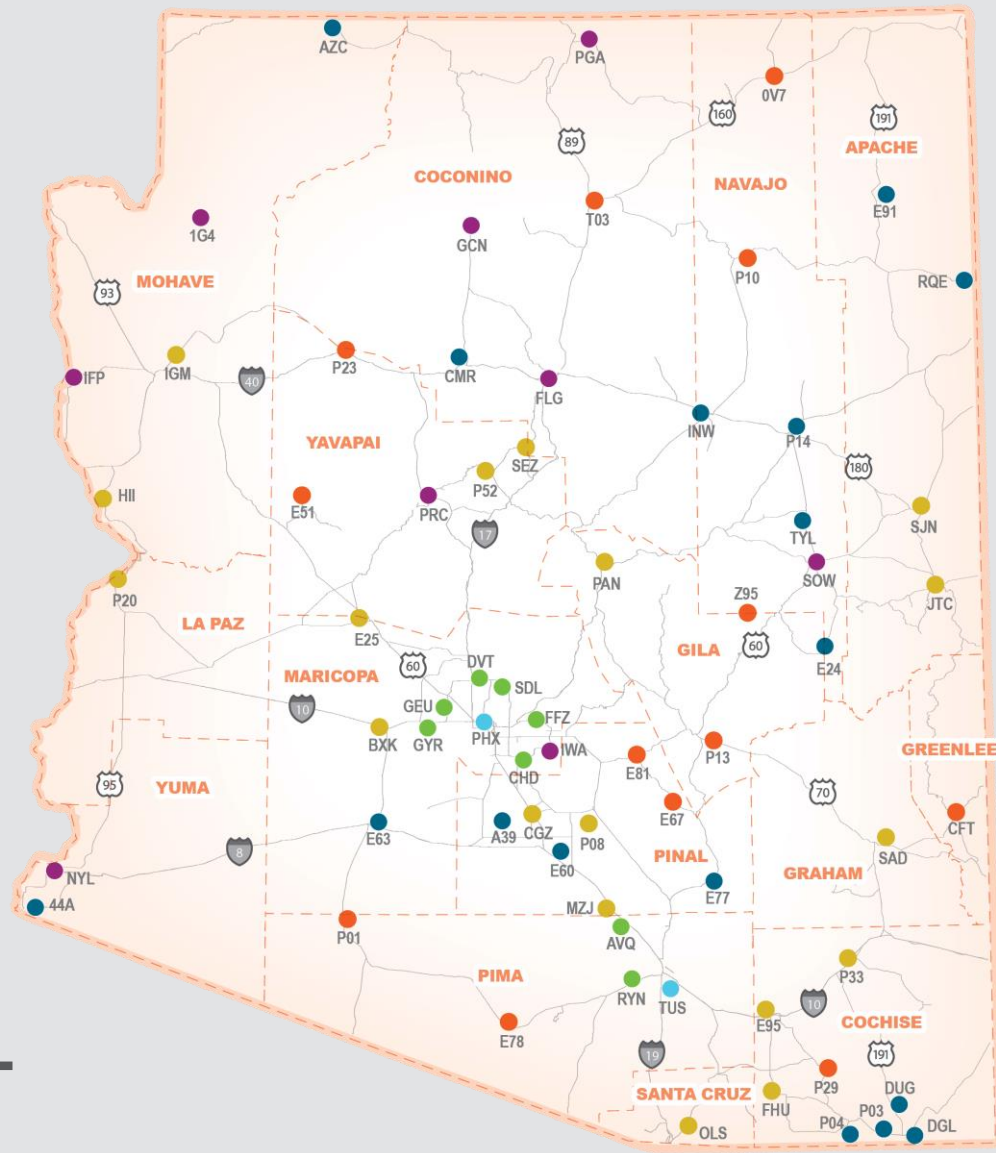 AZC
PGA
0V7
160
191
89
APACHE
COCONINO
NAVAJO
E91
T03
1G4
GCN
P10
MOHAVE
RQE
93
IGM
P23
CMR
IFP
40
FLG
INW
P14
YAVAPAI
SEZ
180
P52
HII
E51
PRC
SJN
17
TYL
PAN
SOW
P20
Z95
JTC
LA PAZ
E25
GILA
60
E24
60
DVT
MARICOPA
SDL
GEU
10
FFZ
BXK
GYR
PHX
IWA
P13
GREENLEE
CHD
E81
95
YUMA
70
E67
CFT
E63
A39
CGZ
P08
SAD
8
E60
PINAL
GRAHAM
NYL
E77
44A
MZJ
P01
AVQ
P33
PIMA
RYN
TUS
10
E95
COCHISE
E78
19
191
P29
DUG
SANTA CRUZ
FHU
P03
P04
DGL
OLS